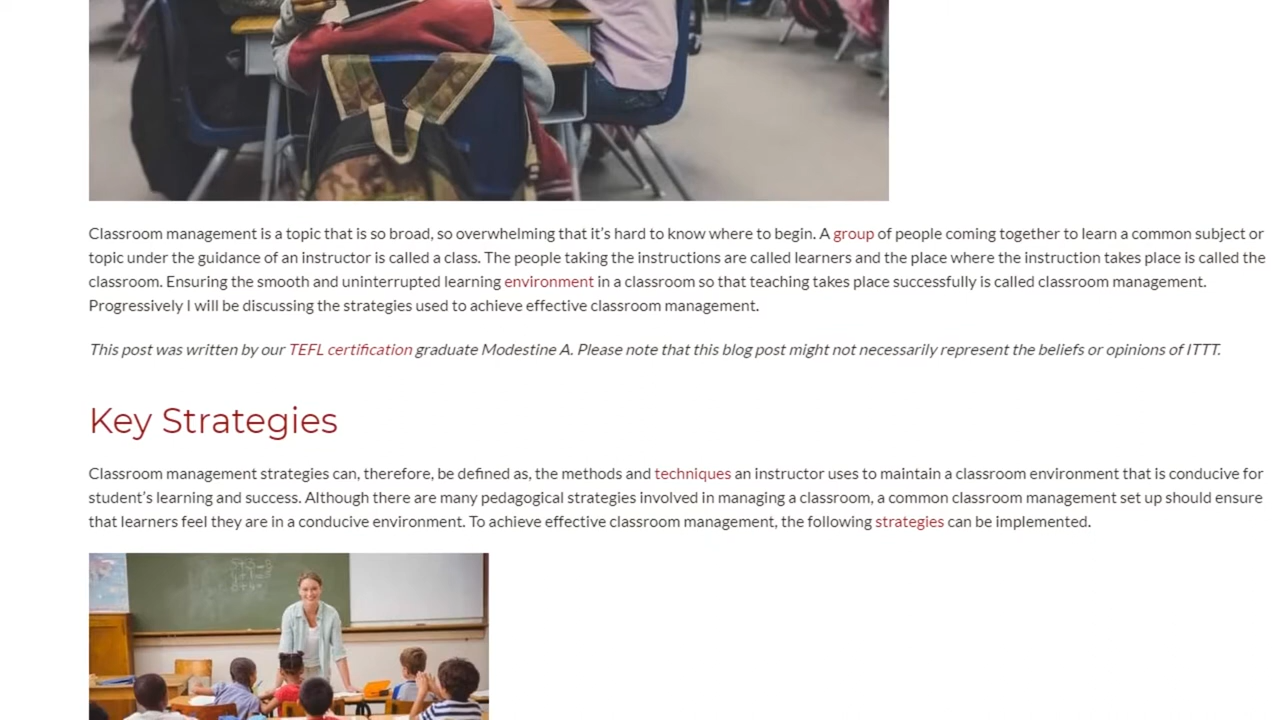 Classroom management is a topic that is so broad, so overwhelming that it’s hard to know where to begin. A group of people coming together to learn a common subject or
topic under the guidance of an instructor is called a class. The people taking the instructions are called learners and the place where the instruction takes place is called the
classroom. Ensuring the smooth and uninterrupted learning environment in a classroom so that teaching takes place successfully is called classroom management.
Progressively I will be discussing the strategies used to achieve effective classroom management.
This post was written by our TEFL certification graduate Modestine A. Please note that this blog post might not necessarily represent the beliefs or opinions of ITTT.
Key Strategies
Classroom management strategies can, therefore, be defined as, the methods and techniques an instructor uses to maintain a classroom environment that is conducive for
student’s learning and success. Although there are many pedagogical strategies involved in managing a classroom, a common classroom management set up should ensure
that learners feel they are in a conducive environment. To achieve effective classroom management, the following strategies can be implemented.